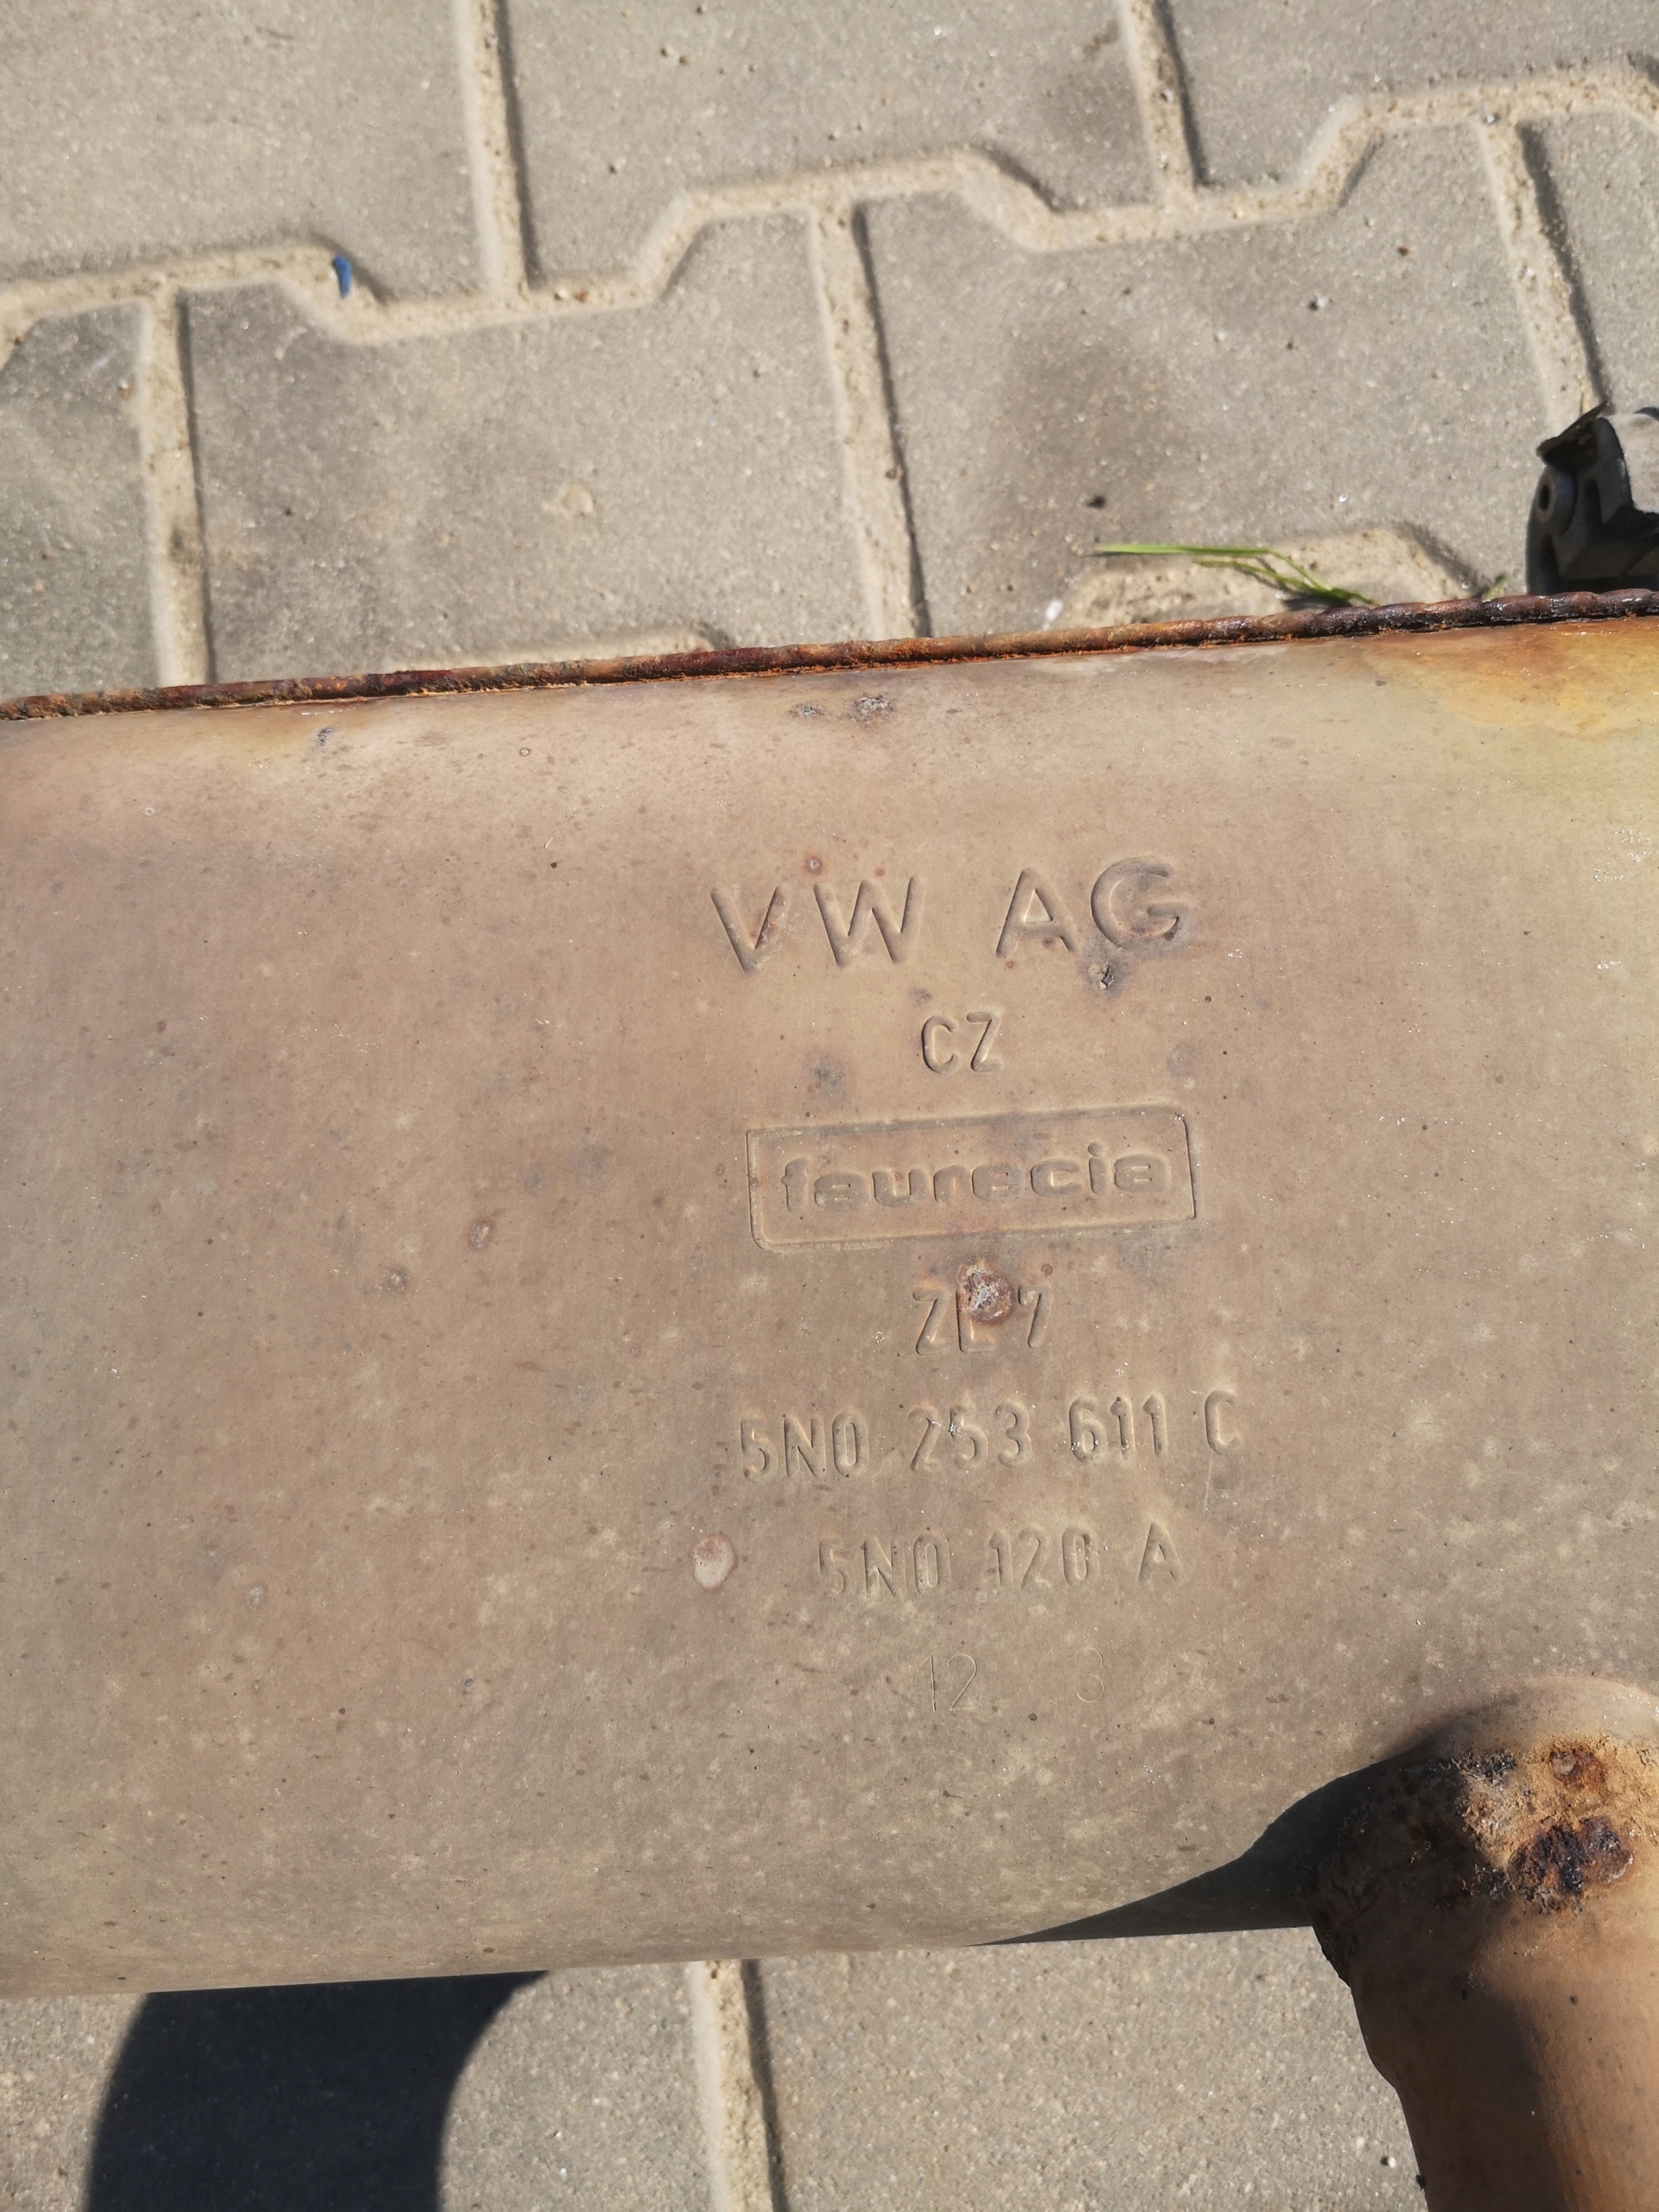 VW AG
CZ
faurecia
5N0 253 611 C
5N0 120 A
12 3